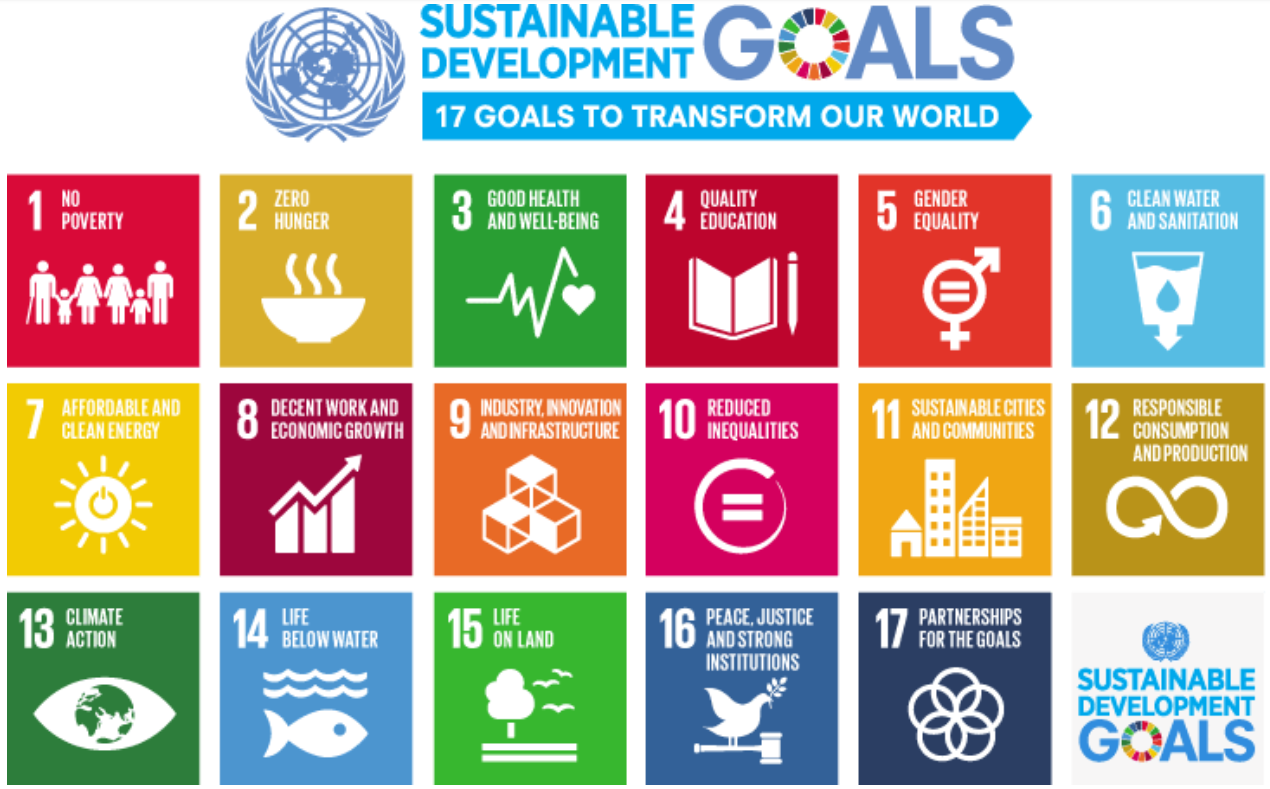 SUSTAINABLE
DEVELOPMENT
GOALS
17 GOALS TO TRANSFORM OUR WORLD
1 NO
POVERTY
2 ZERO
HUNGER
3 GOOD HEALTH
AND WELL-BEING
4 QUALITY
EDUCATION
5 GENDER
EQUALITY
6 CLEAN WATER
AND SANITATION
7 AFFORDABLE AND
CLEAN ENERGY
8 DECENT WORK AND
ECONOMIC GROWTH
9 INDUSTRY, INNOVATION
AND INFRASTRUCTURE
10 REDUCED
INEQUALITIES
11 SUSTAINABLE CITIES
AND COMMUNITIES
12 RESPONSIBLE
CONSUMPTION
AND PRODUCTION
13 CLIMATE
ACTION
14 LIFE
BELOW WATER
15 LIFE
ON LAND
16 PEACE, JUSTICE
AND STRONG
INSTITUTIONS
17 PARTNERSHIPS
FOR THE GOALS
SUSTAINABLE
DEVELOPMENT
GOALS